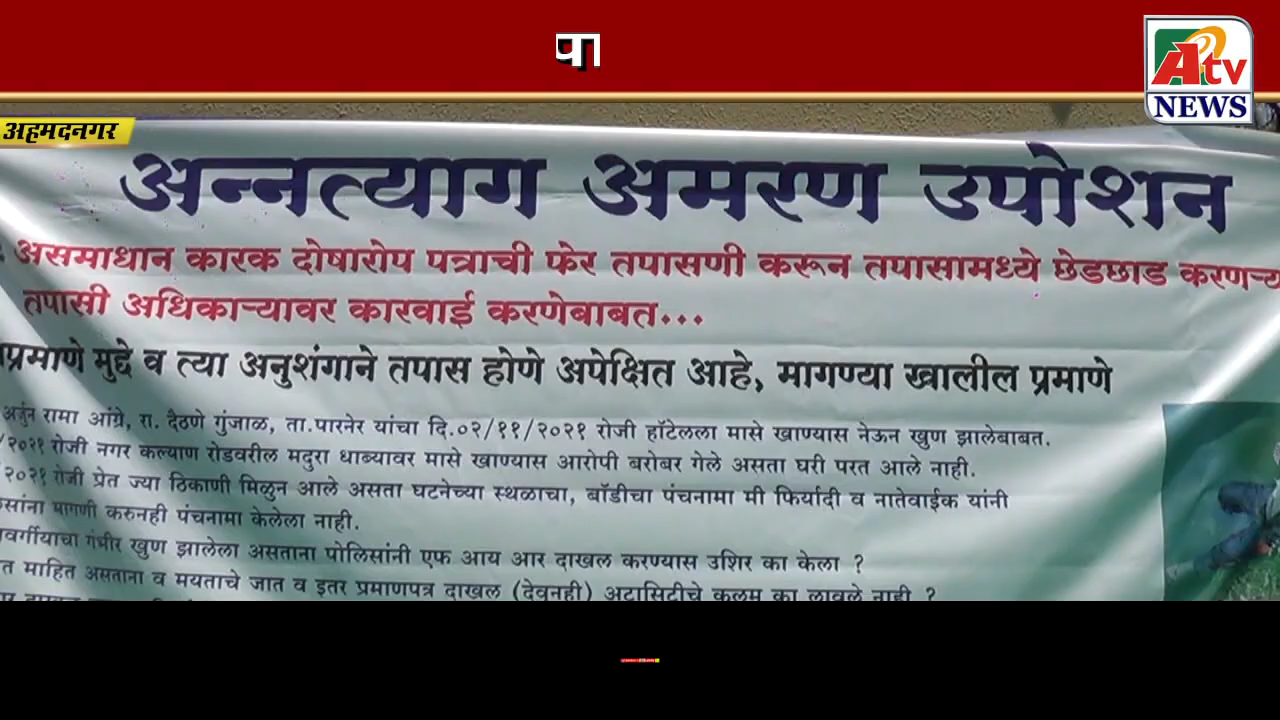 पा
Atv
NEWS
अहमदनगर
अन्नत्याग अमरण उपोशन
असमाधान कारक दोषारोप पत्राची फेर तपासणी करून तपासामध्ये छेडछाड
तपासी अधिकाऱ्यावर कारवाई करणेबाबत...
प्रमाणे मुद्दे व त्या अनुशंगाने तपास होणे अपेक्षित आहे, मागण्या खालील प्रमाणे
अर्जुन रामा आंग्रे, रा. दैठणे गुंजाळ, ता.पारनेर यांचा दि.०२/११/२०२१ रोजी हॉटेलला मासे खाण्यास नेऊन खुण झालेबाबत.
/२०२१ रोजी नगर कल्याण रोडवरील मदुरा धाब्यावर मासे खाण्यास आरोपी बरोबर गेले असता घरी परत आले नाही.
२०२१ रोजी प्रेत ज्या ठिकाणी मिळुन आले असता घटनेच्या स्थळाचा, बॉडीचा पंचनामा मी फिर्यादी व नातेवाईक यांनी
मागणी करुनही पंचनामा केलेला नाही.
गंभीर खुण झालेला असताना पोलिसांनी एफ आय आर दाखल करण्यास उशिर का केला ?
माहित असताना व मयताचे जात व इतर प्रमाणपत्र दाखल (देवुनही) अटासिटीचे कलम का लावले नाही ?